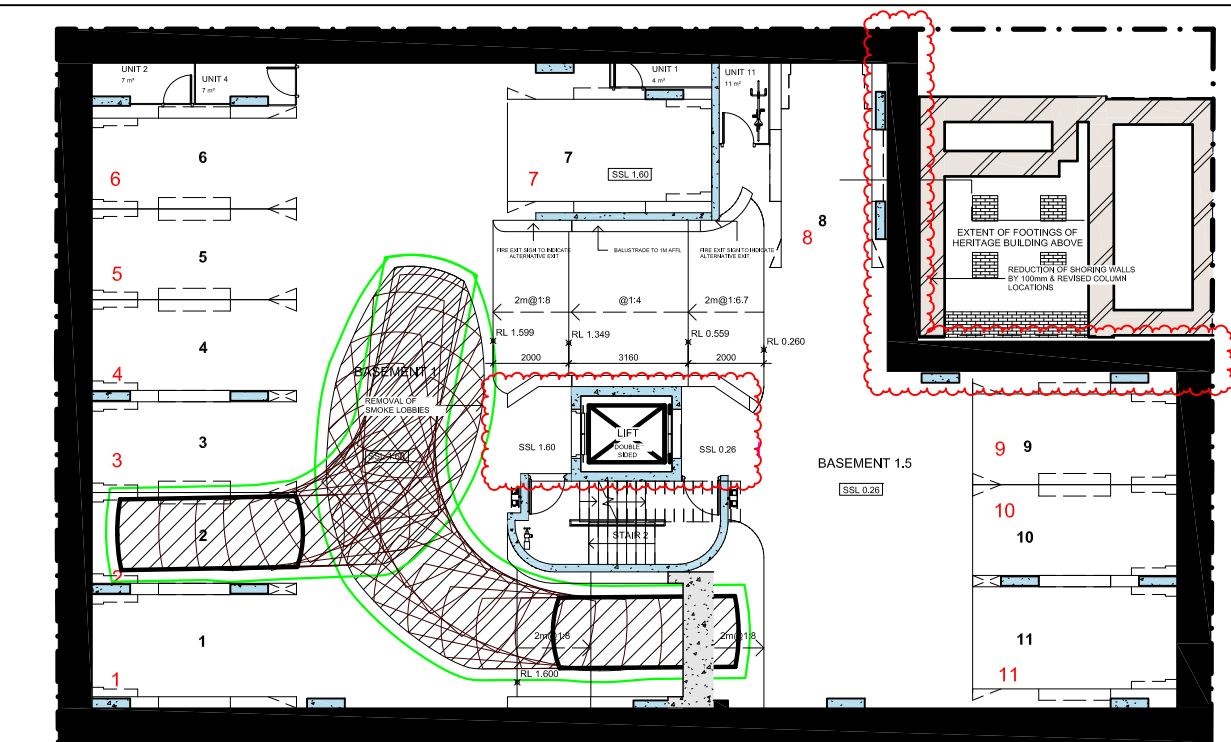 UNIT 2
7 m²
UNIT 4
7 m²
UNIT 1
4 m²
UNIT 11
11 m²
6
6
7
7
SSL 1.60
8
8
EXTENT OF FOOTINGS OF
HERITAGE BUILDING ABOVE
REDUCTION OF SHORING WALLS
BY 100mm & REVISED COLUMN
LOCATIONS
FIRE EXIT SIGN TO INDICATE
ALTERNATIVE EXIT
BALUSTRADE TO 1M AFFL
FIRE EXIT SIGN TO INDICATE
ALTERNATIVE EXIT
5
5
2m@1:8
@1:4
2m@1:6.7
RL 1.599
RL 1.349
RL 0.559
RL 0.260
2000
3160
2000
4
4
BASEMENT 1
REMOVAL OF
SMOKE LOBBIES
LIFT
DOUBLE
SIDED
SSL 1.60
SSL 0.26
3
3
SSL 1.60
BASEMENT 1.5
SSL 0.26
9
9
10
10
STAIR 2
2
2
1
1
2m@1:8
2m@1:8
RL 1.600
11
11